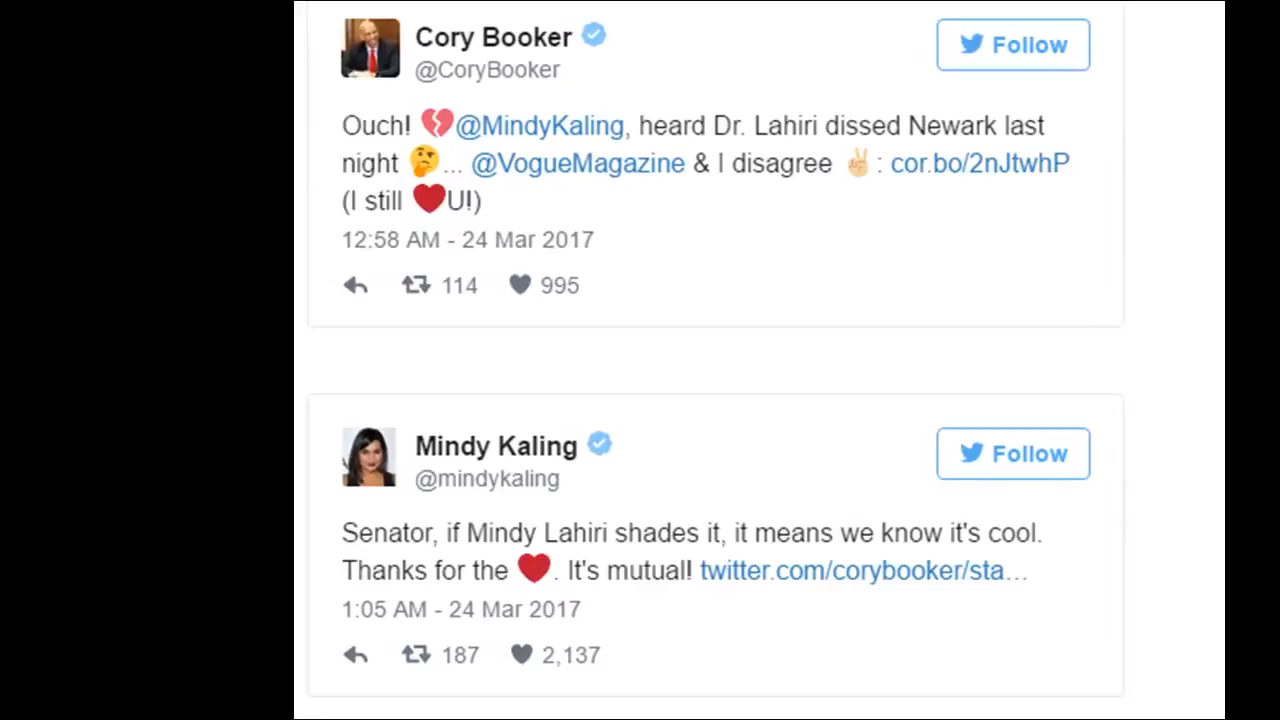 Cory Booker
@CoryBooker
Follow
Ouch! 💔@MindyKaling, heard Dr. Lahiri dissed Newark last
night 🤔... @VogueMagazine & I disagree ✌🏻: cor.bo/2nJtwhP
(I still ❤U!)
12:58 AM - 24 Mar 2017
114 995
Mindy Kaling
@mindykaling
Follow
Senator, if Mindy Lahiri shades it, it means we know it's cool.
Thanks for the ❤. It's mutual! twitter.com/corybooker/sta…
1:05 AM - 24 Mar 2017
187 2,137